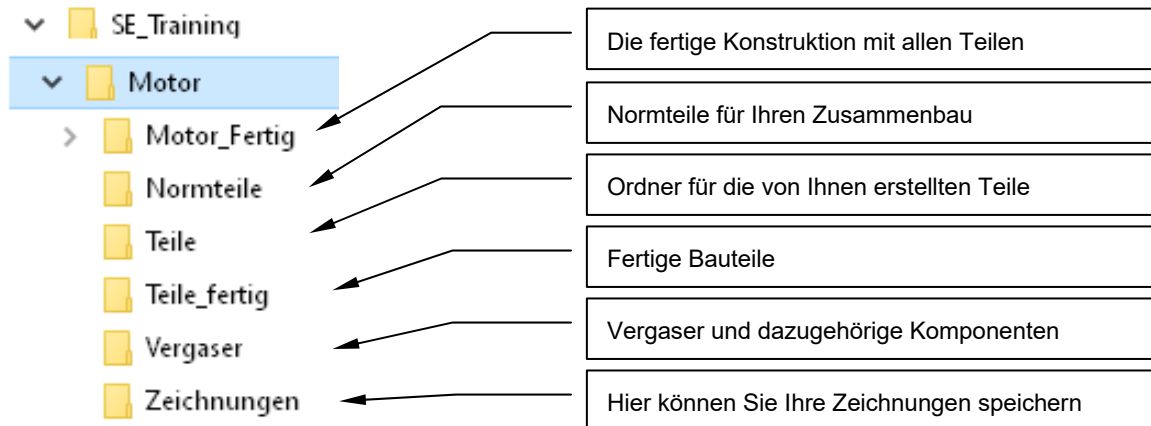 SE_Training
Die fertige Konstruktion mit allen Teilen
Motor
Normteile für Ihren Zusammenbau
Motor_Fertig
Normteile
Ordner für die von Ihnen erstellten Teile
Teile
Fertige Bauteile
Teile_fertig
Vergaser und dazugehörige Komponenten
Vergaser
Zeichnungen
Hier können Sie Ihre Zeichnungen speichern